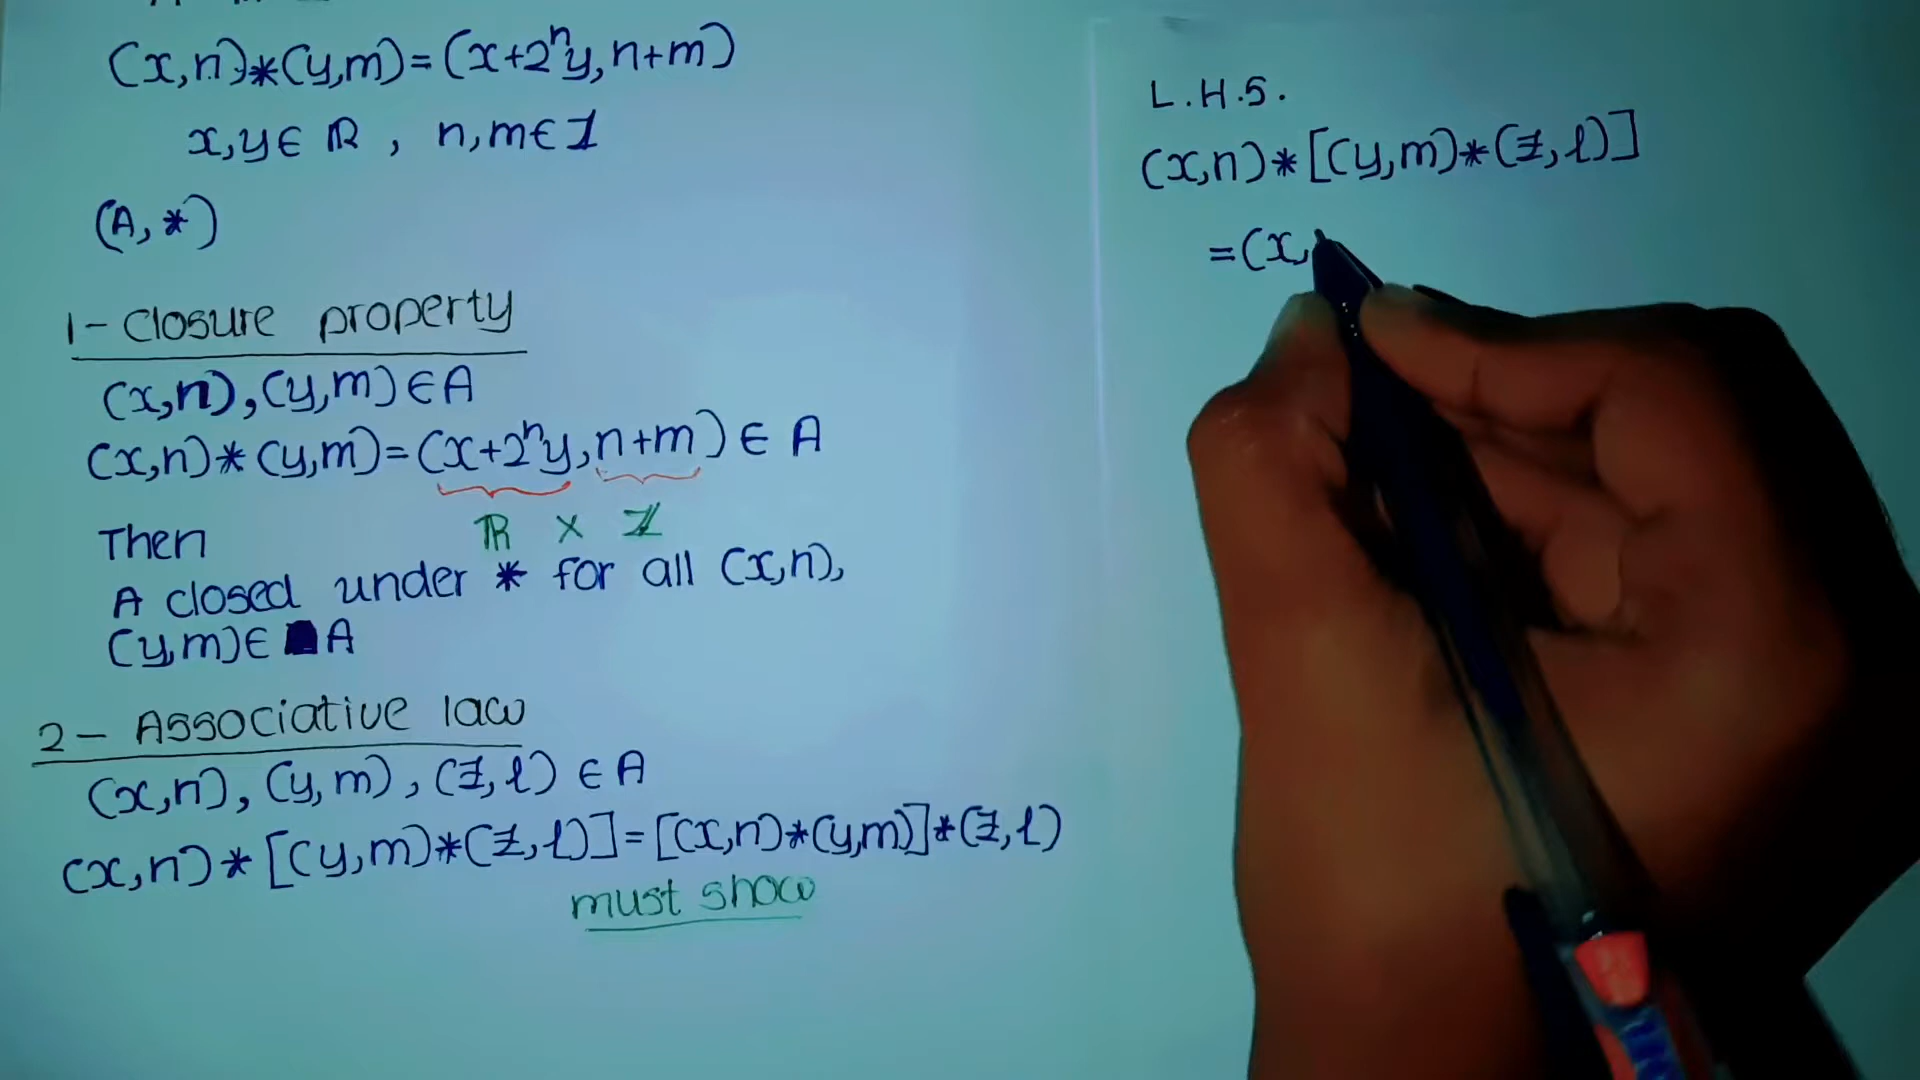 (x,n)*(y,m)=(x+2ⁿy, n+m)
x,y∈ℝ , n,m∈ℤ
(A, *)
1- Closure property
(x,n),(y,m)∈A
(x,n)*(y,m)=(x+2ⁿy, n+m)∈ A
ℝ × ℤ
Then
A closed under * for all (x,n),
(y,m)∈ A
2- Associative law
(x,n), (y,m), (z,l) ∈A
(x,n)*[(y,m)*(z,l)]=[(x,n)*(y,m)]*(z,l)
must show
L.H.S.
(x,n)*[(y,m)*(z,l)]
=(x,